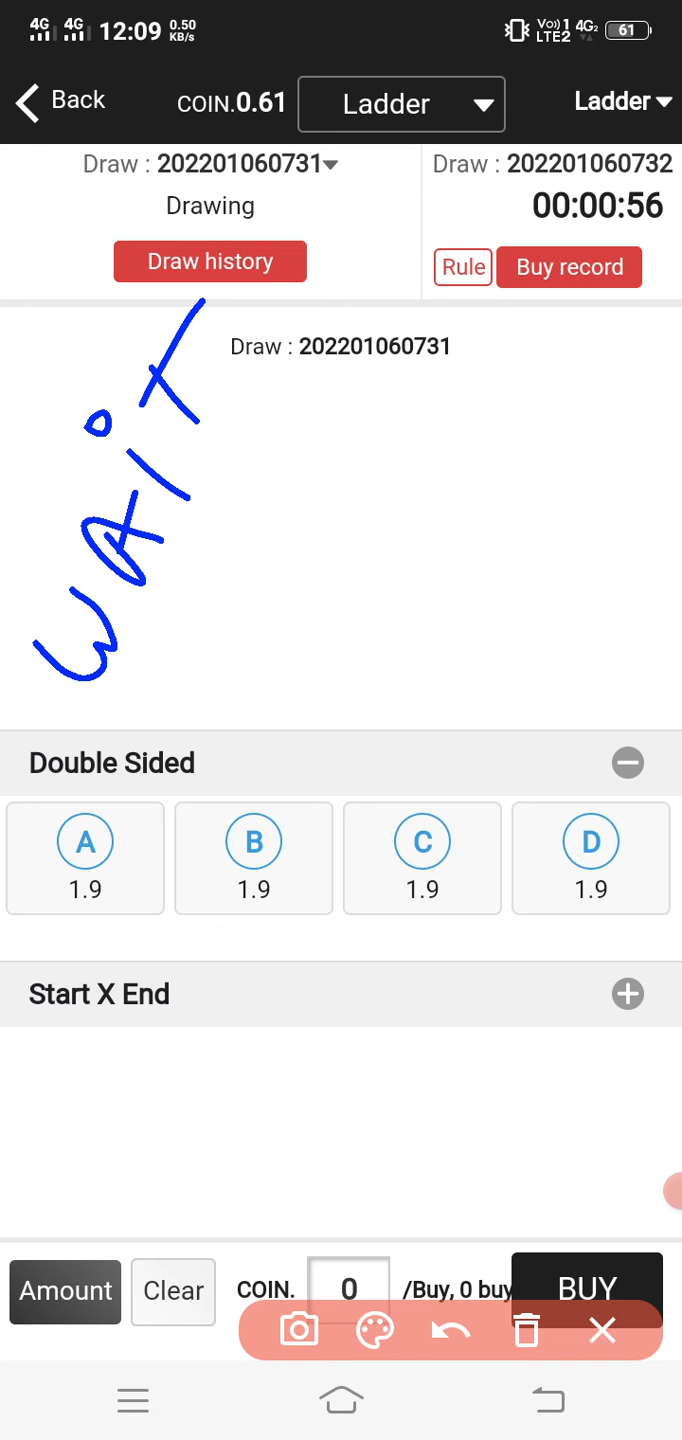 4G 4G 12:09 0.50 KB/s Vo)) 1 LTE2 4G2 61
Back COIN.0.61 Ladder Ladder
Draw : 202201060731 Draw : 202201060732
Drawing 00:00:56
Draw history Rule Buy record
Draw : 202201060731
WAiT
Double Sided
A B C D
1.9 1.9 1.9 1.9
Start X End
Amount Clear COIN. 0 /Buy, 0 buy BUY